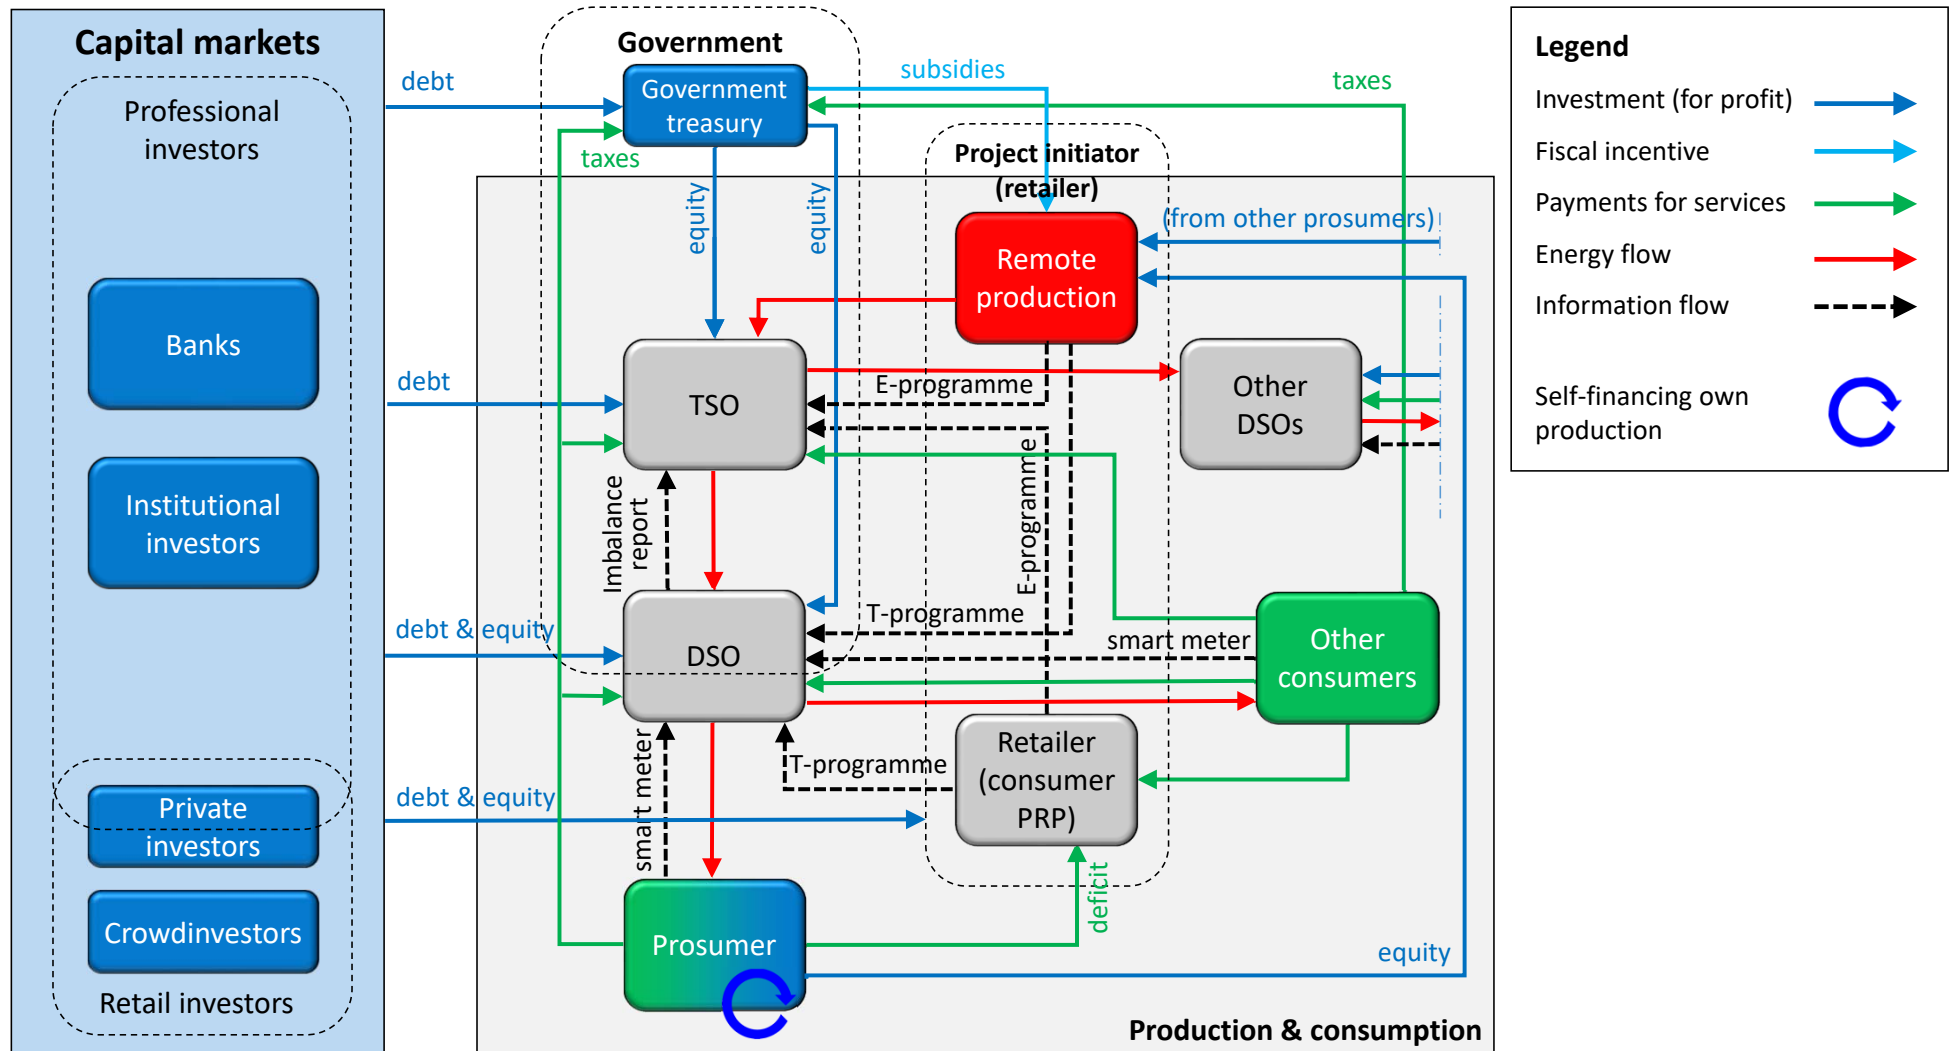 Capital markets
Professional
investors
Banks
Institutional
investors
Private
investors
Crowdinvestors
Retail investors
debt
debt
debt & equity
debt & equity
Government
Government
treasury
subsidies
taxes
taxes
equity
equity
Project initiator
(retailer)
Remote
production
(from other prosumers)
TSO
E-programme
Other
DSOs
Imbalance
report
E-programme
T-programme
smart meter
DSO
Other
consumers
smart meter
T-programme
Retailer
(consumer
PRP)
deficit
Prosumer
equity
Production & consumption
Legend
Investment (for profit)
Fiscal incentive
Payments for services
Energy flow
Information flow
Self-financing own
production